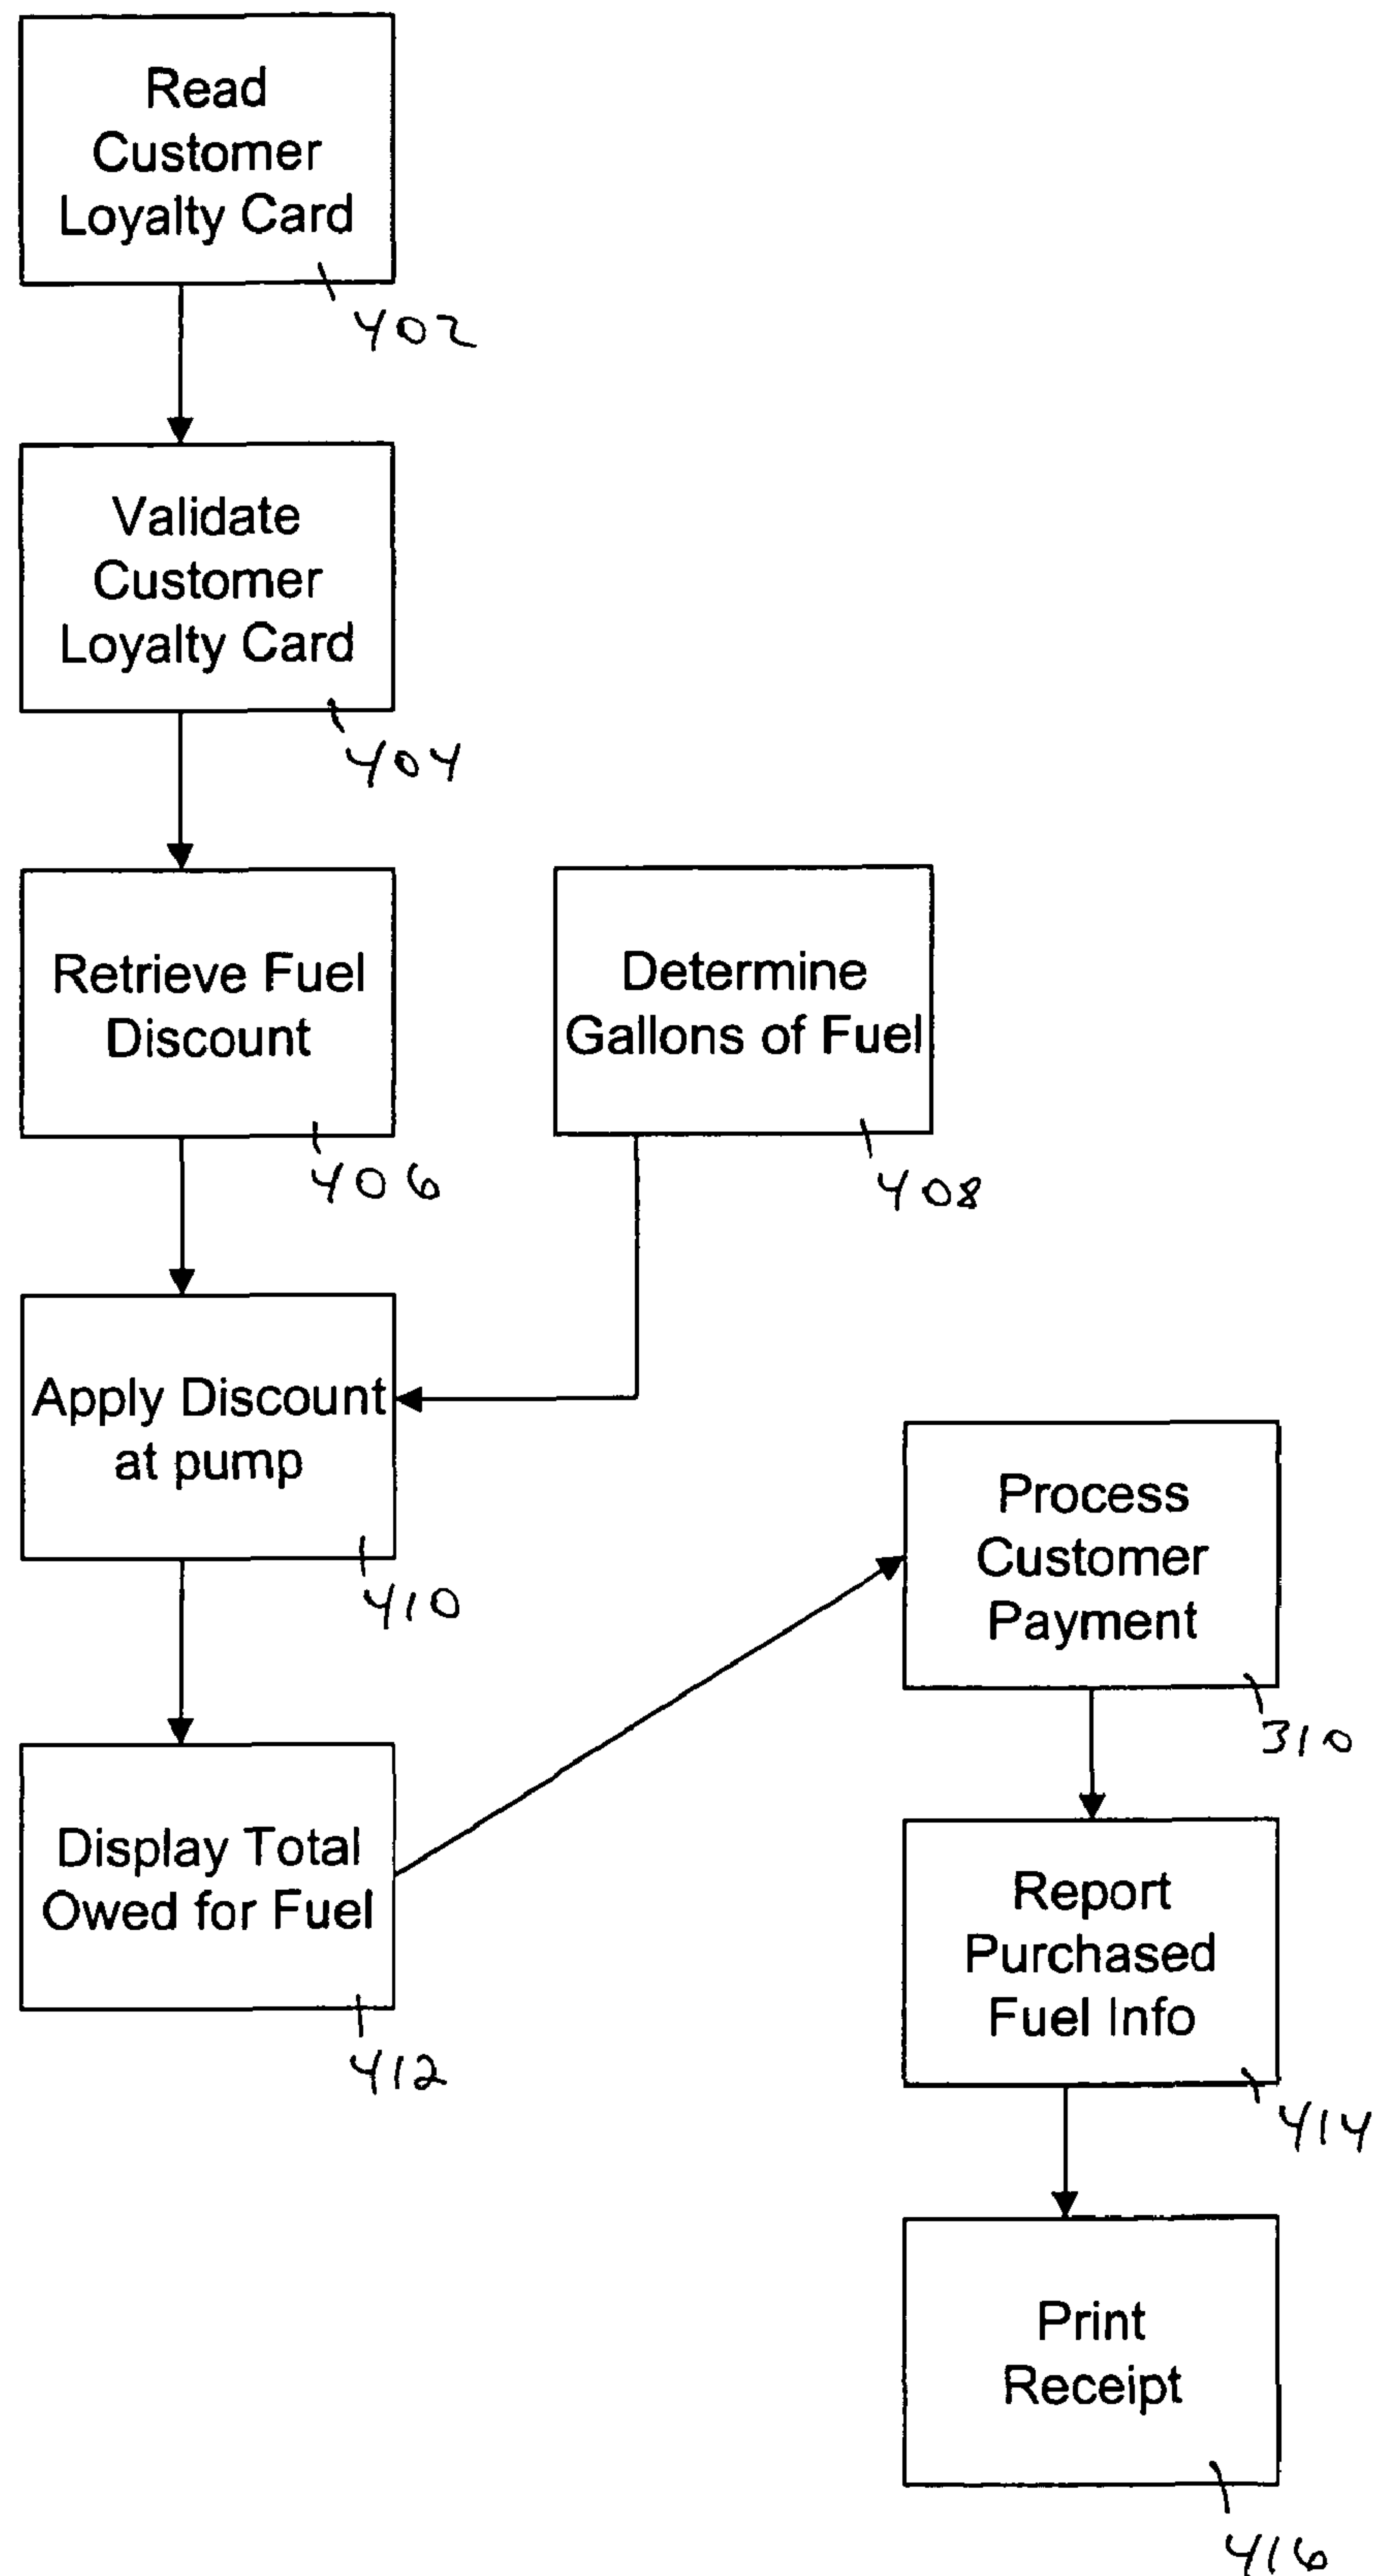 Read
Customer
Loyalty Card
402
Validate
Customer
Loyalty Card
404
Retrieve Fuel
Discount
406
Determine
Gallons of Fuel
408
Apply Discount
at pump
410
Display Total
Owed for Fuel
412
Process
Customer
Payment
310
Report
Purchased
Fuel Info
414
Print
Receipt
416